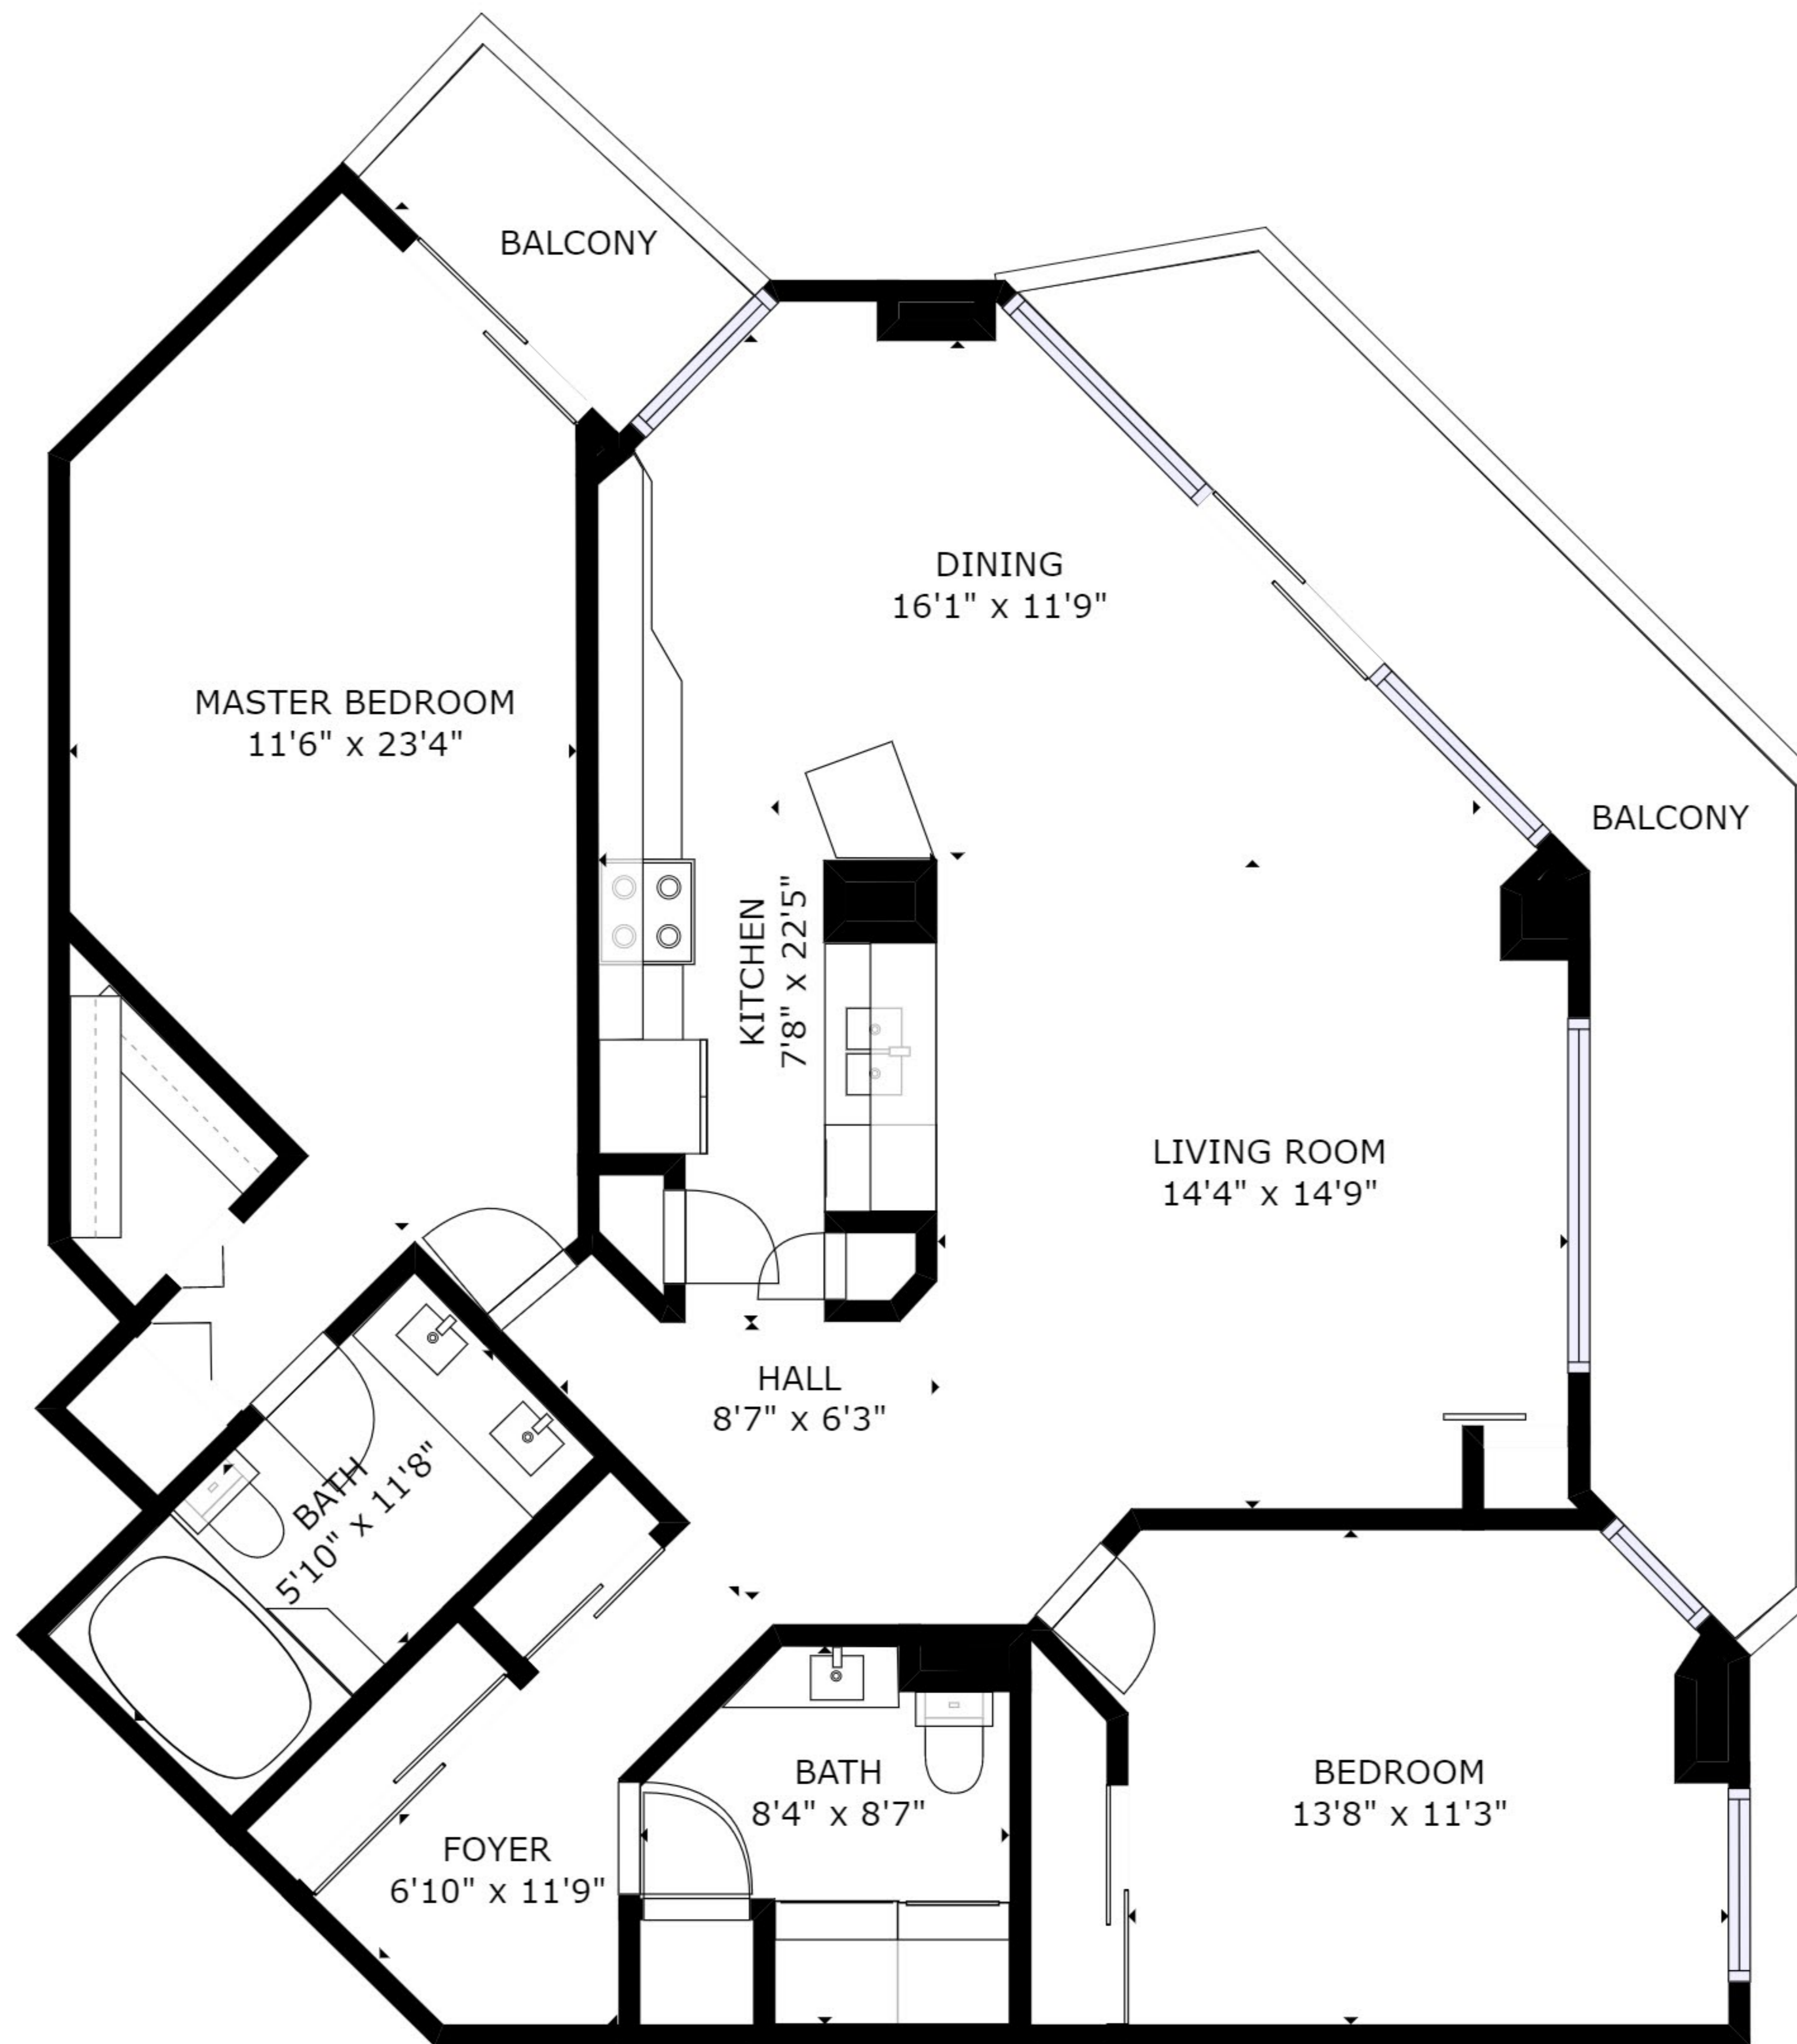 BALCONY
DINING
16'1" x 11'9"
MASTER BEDROOM
11'6" x 23'4"
BALCONY
KITCHEN
7'8" x 22'5"
LIVING ROOM
14'4" x 14'9"
HALL
8'7" x 6'3"
BATH
5'10" x 11'8"
BATH
8'4" x 8'7"
BEDROOM
13'8" x 11'3"
FOYER
6'10" x 11'9"